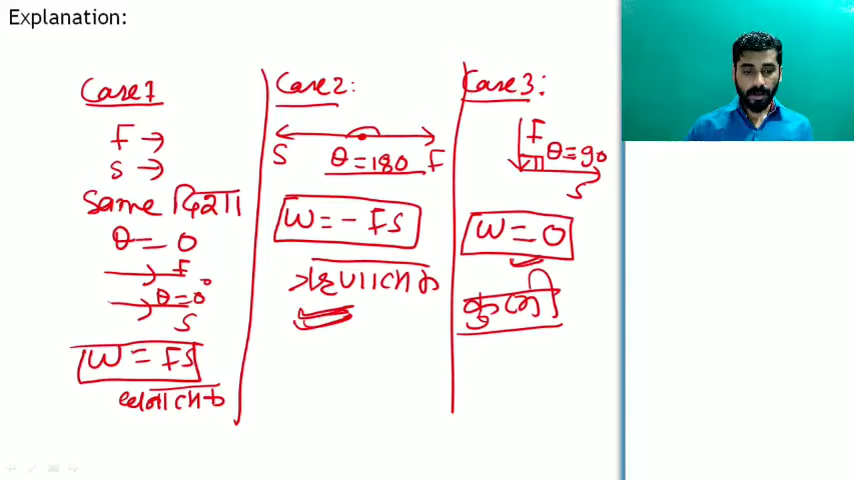 Explanation:
Case 1
F →
S →
Same दिशा
θ = 0
F
θ = 0°
S
W = FS
धनात्मक
Case 2:
S
θ = 180
F
W = - FS
ऋणात्मक
Case 3:
F
θ = 90
S
W = 0